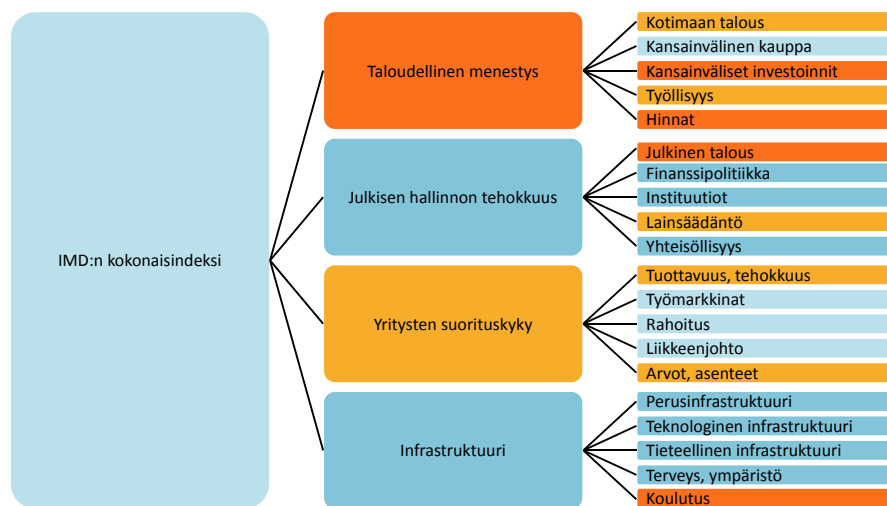 IMD:n kokonaisindeksi
Taloudellinen menestys
Kotimaan talous
Kansainvälinen kauppa
Kansainväliset investoinnit
Työllisyys
Hinnat
Julkisen hallinnon tehokkuus
Julkinen talous
Finanssipolitiikka
Instituutiot
Lainsäädäntö
Yhteisöllisyys
Yritysten suorituskyky
Tuottavuus, tehokkuus
Työmarkkinat
Rahoitus
Liikkeenjohto
Arvot, asenteet
Infrastruktuuri
Perusinfrastruktuuri
Teknologinen infrastruktuuri
Tieteellinen infrastruktuuri
Terveys, ympäristö
Koulutus